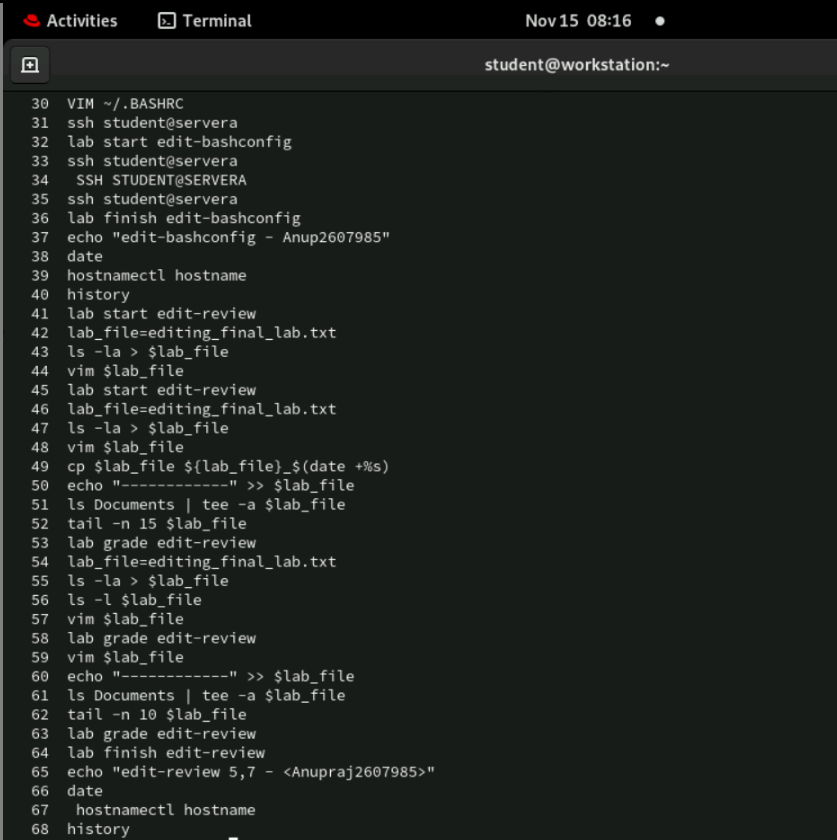 Activities Terminal Nov 15 08:16
student@workstation:~
30 VIM ~/.BASHRC
31 ssh student@servera
32 lab start edit-bashconfig
33 ssh student@servera
34  SSH STUDENT@SERVERA
35 ssh student@servera
36 lab finish edit-bashconfig
37 echo "edit-bashconfig - Anup2607985"
38 date
39 hostnamectl hostname
40 history
41 lab start edit-review
42 lab_file=editing_final_lab.txt
43 ls -la > $lab_file
44 vim $lab_file
45 lab start edit-review
46 lab_file=editing_final_lab.txt
47 ls -la > $lab_file
48 vim $lab_file
49 cp $lab_file ${lab_file}_$(date +%s)
50 echo "------------" >> $lab_file
51 ls Documents | tee -a $lab_file
52 tail -n 15 $lab_file
53 lab grade edit-review
54 lab_file=editing_final_lab.txt
55 ls -la > $lab_file
56 ls -l $lab_file
57 vim $lab_file
58 lab grade edit-review
59 vim $lab_file
60 echo "------------" >> $lab_file
61 ls Documents | tee -a $lab_file
62 tail -n 10 $lab_file
63 lab grade edit-review
64 lab finish edit-review
65 echo "edit-review 5,7 - <Anupraj2607985>"
66 date
67  hostnamectl hostname
68 history